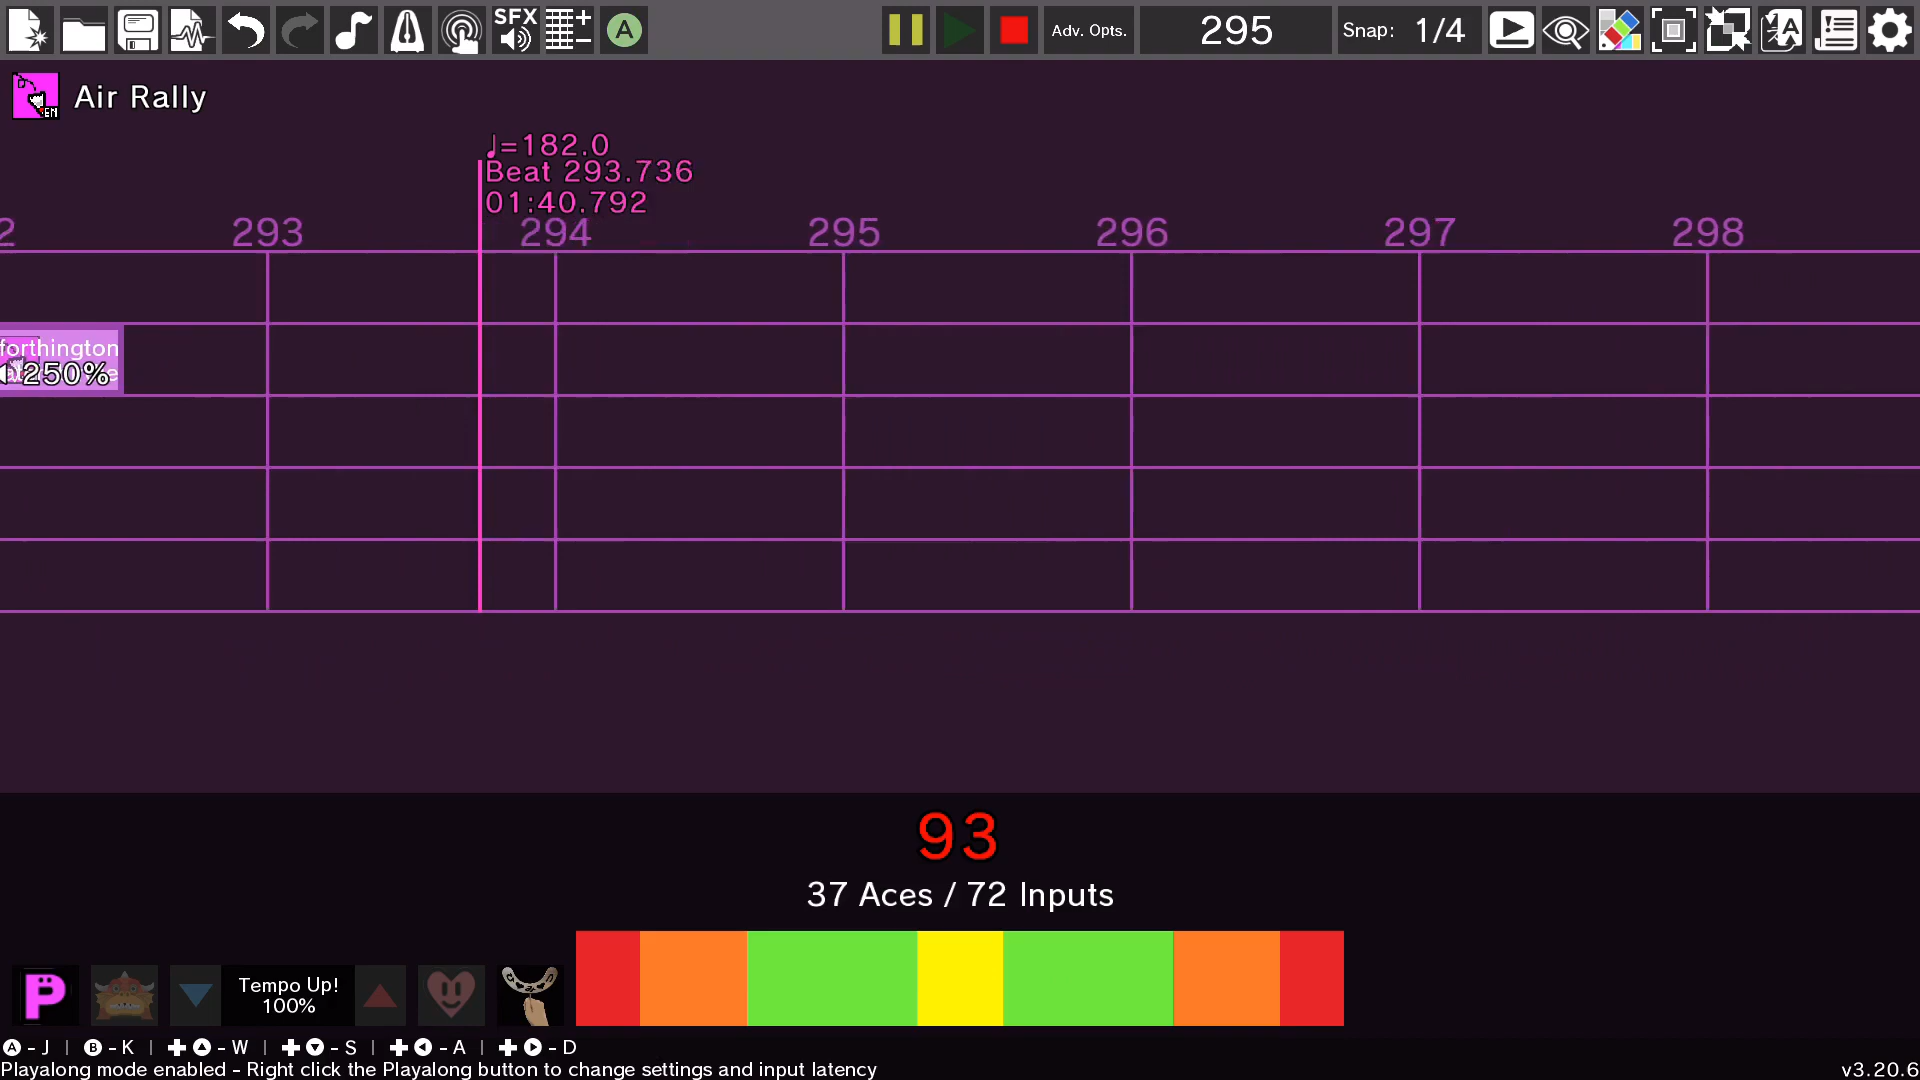 SFX
A
Adv. Opts.
295
Snap: 1/4
A
EN
Air Rally
♩=182.0
Beat 293.736
01:40.792
2 293 294 295 296 297 298
forthington
250%
93
37 Aces / 72 Inputs
P
Tempo Up!
100%
A - J | B - K | ▲ - W | ▼ - S | ◀ - A | ▶ - D
Playalong mode enabled - Right click the Playalong button to change settings and input latency
v3.20.6